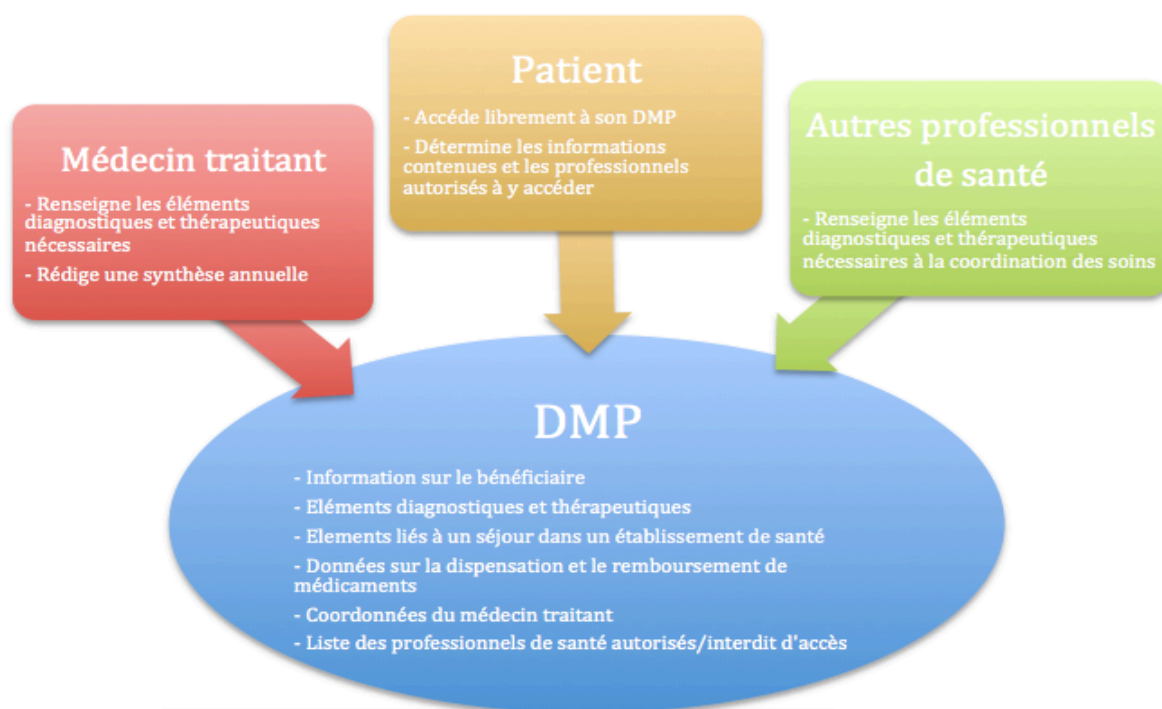 Médecin traitant
- Renseigne les éléments
diagnostiques et thérapeutiques
nécessaires
- Rédige une synthèse annuelle
Patient
- Accéde librement à son DMP
- Détermine les informations
contenues et les professionnels
autorisés à y accéder
Autres professionnels
de santé
- Renseigne les éléments
diagnostiques et thérapeutiques
nécessaires à la coordination des soins
DMP
- Information sur le bénéficiaire
- Eléments diagnostiques et thérapeutiques
- Elements liés à un séjour dans un établissement de santé
- Données sur la dispensation et le remboursement de
médicaments
- Coordonnées du médecin traitant
- Liste des professionnels de santé autorisés/interdit d'accès